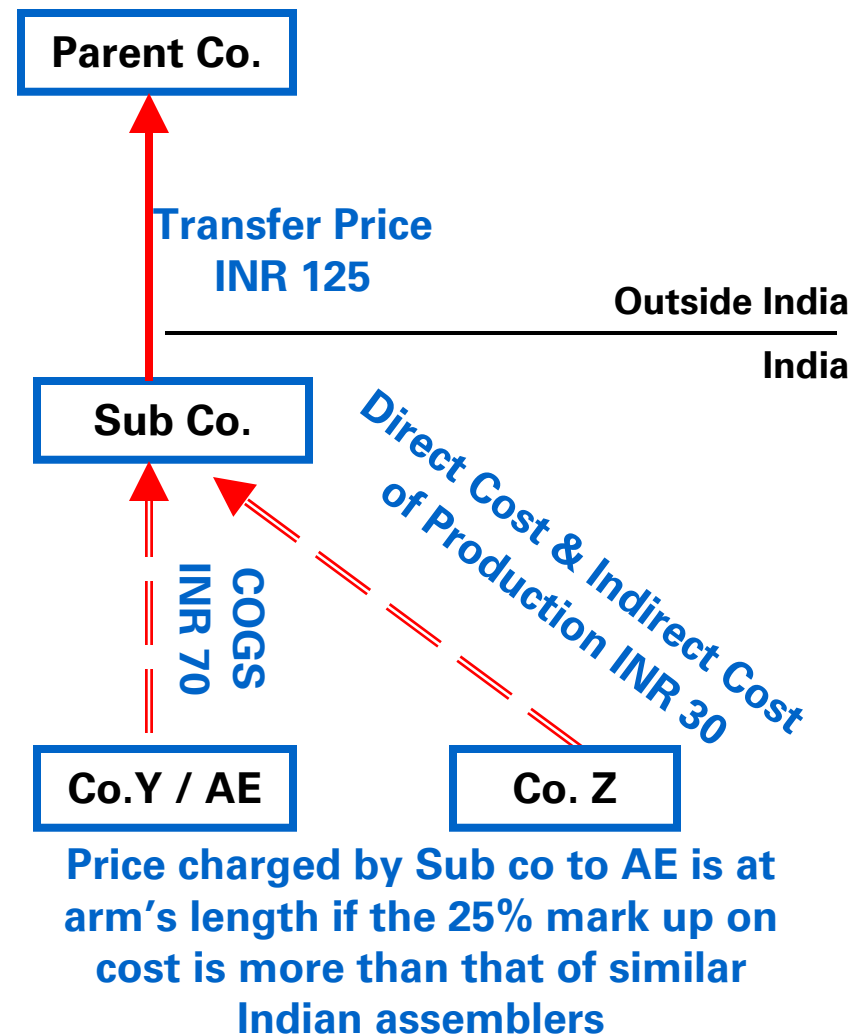 Parent Co.
Transfer Price
INR 125
Outside India
India
Sub Co.
Direct Cost & Indirect Cost
of Production INR 30
COGS
INR 70
Co.Y / AE
Co. Z
Price charged by Sub co to AE is at
arm’s length if the 25% mark up on
cost is more than that of similar
Indian assemblers